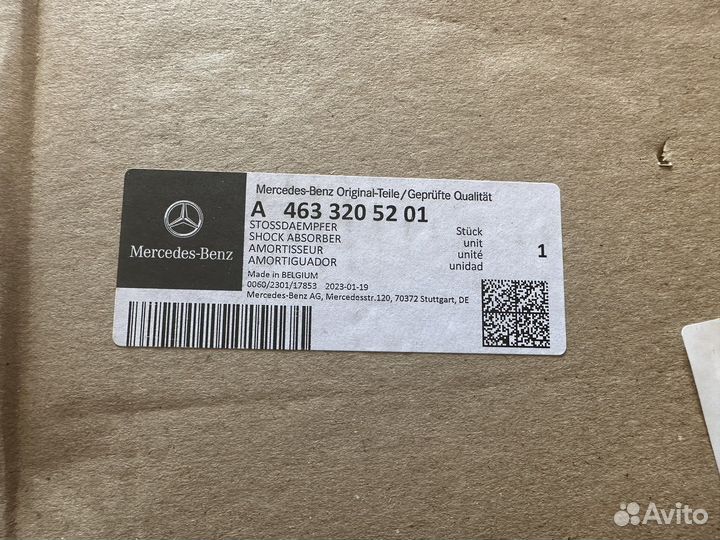 Mercedes-Benz
Mercedes-Benz Original-Teile/Geprüfte Qualität
A 463 320 52 01
STOSSDAEMPFER
SHOCK ABSORBER
AMORTISSEUR
AMORTIGUADOR
Stück
unit
unité
unidad
1
Made in BELGIUM
0060/2301/17853 2023-01-19
Mercedes-Benz AG, Mercedesstr.120, 70372 Stuttgart, DE
Avito